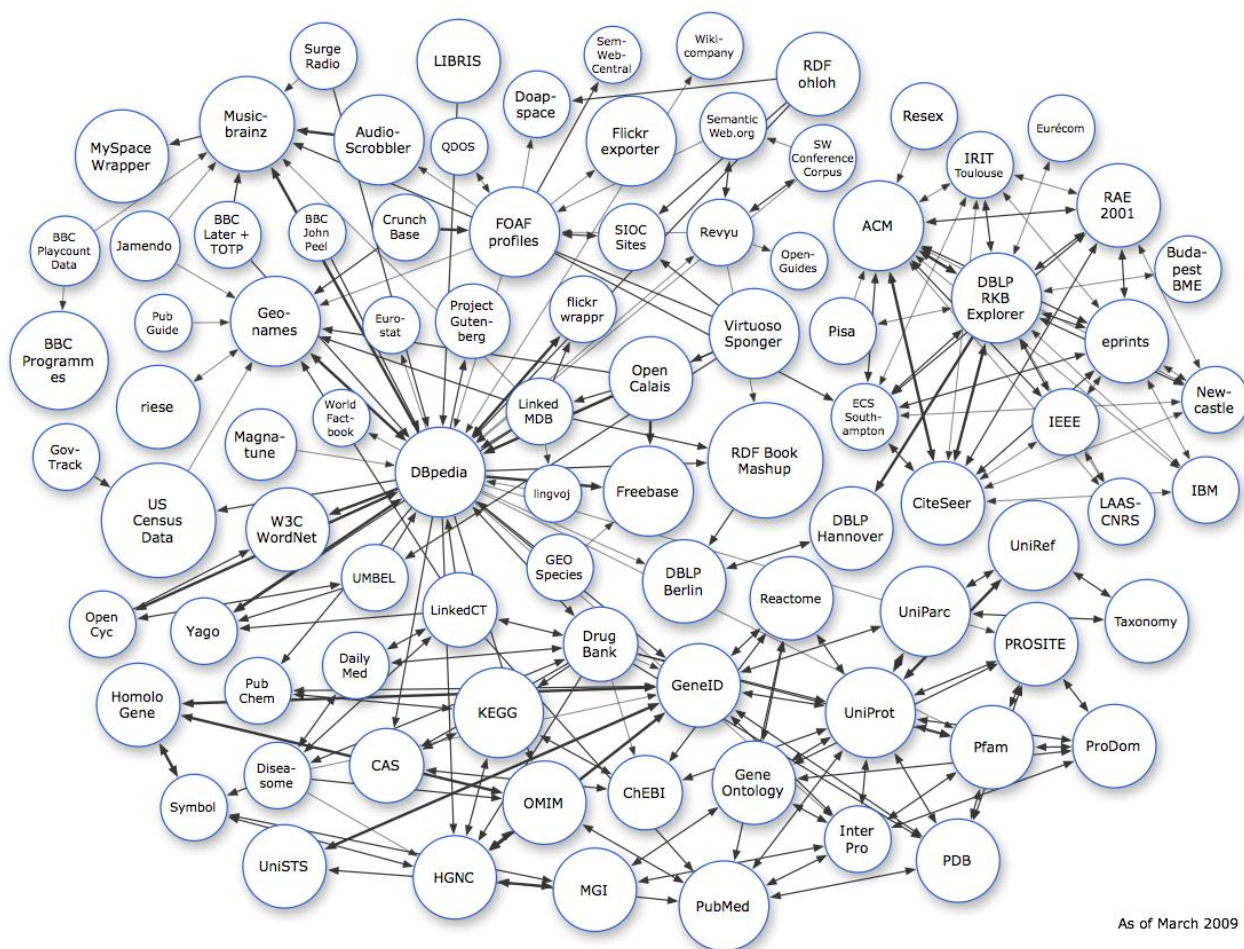 Surge
Radio
LIBRIS
Sem-
Web-
Central
Wiki-
company
RDF
ohloh
Music-
brainz
Doap-
space
MySpace
Wrapper
Audio-
Scrobbler
QDOS
Flickr
exporter
Semantic
Web.org
SW
Conference
Corpus
Resex
Eurécom
IRIT
Toulouse
BBC
Playcount
Data
Jamendo
BBC
Later +
TOTP
BBC
John
Peel
Crunch
Base
FOAF
profiles
SIOC
Sites
Revyu
Open-
Guides
ACM
RAE
2001
DBLP
RKB
Explorer
Buda-
pest
BME
Pub
Guide
Geo-
names
Euro-
stat
Project
Guten-
berg
flickr
wrappr
Virtuoso
Sponger
Pisa
eprints
BBC
Programm
es
riese
World
Fact-
book
Linked
MDB
Open
Calais
ECS
South-
ampton
IEEE
New-
castle
Gov-
Track
Magna-
tune
DBpedia
RDF Book
Mashup
US
Census
Data
W3C
WordNet
lingvoj
Freebase
DBLP
Hannover
CiteSeer
LAAS-
CNRS
IBM
UMBEL
GEO
Species
DBLP
Berlin
UniRef
Open
Cyc
Yago
LinkedCT
Reactome
UniParc
Taxonomy
Daily
Med
Drug
Bank
PROSITE
Homolo
Gene
Pub
Chem
KEGG
GeneID
UniProt
Pfam
ProDom
Disea-
some
CAS
ChEBI
Gene
Ontology
Symbol
OMIM
Inter
Pro
UniSTS
HGNC
MGI
PubMed
PDB
As of March 2009